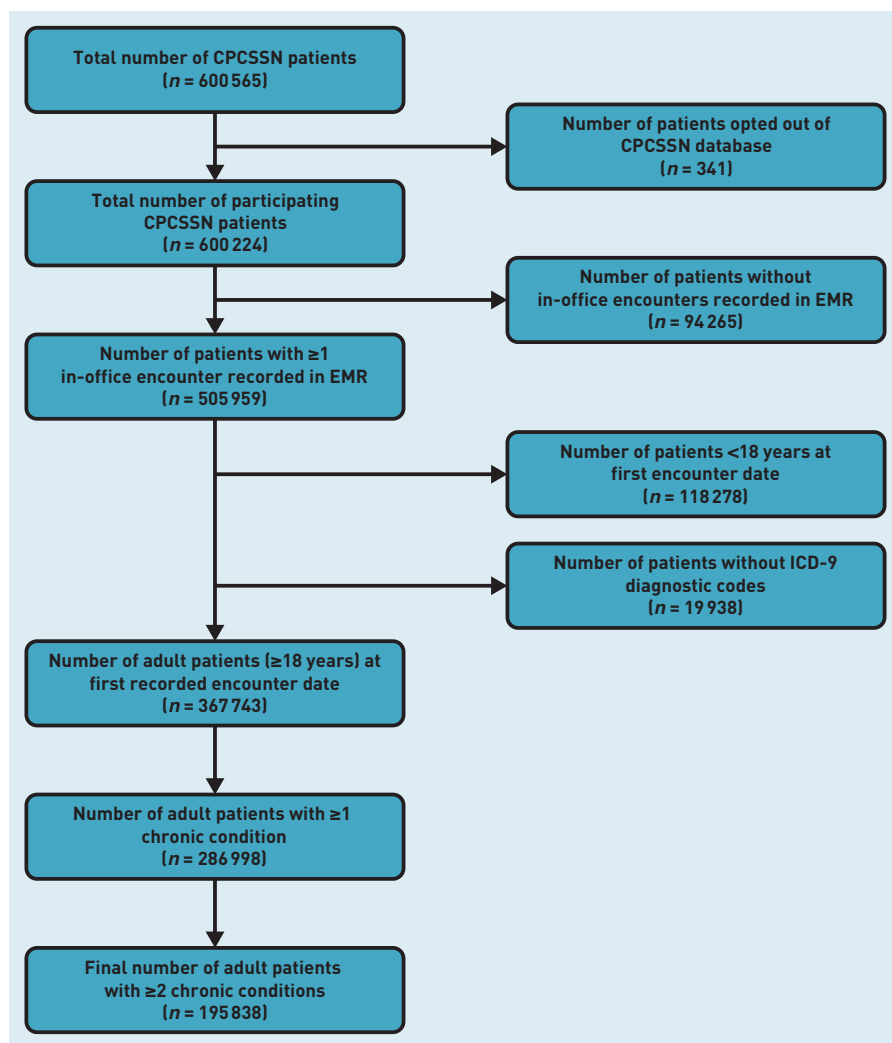 Total number of CPCSSN patients
(n = 600 565)
Number of patients opted out of
CPCSSN database
(n = 341)
Total number of participating
CPCSSN patients
(n = 600 224)
Number of patients without
in-office encounters recorded in EMR
(n = 94 265)
Number of patients with ≥1
in-office encounter recorded in EMR
(n = 505 959)
Number of patients <18 years at
first encounter date
(n = 118 278)
Number of patients without ICD-9
diagnostic codes
(n = 19 938)
Number of adult patients (≥18 years) at
first recorded encounter date
(n = 367 743)
Number of adult patients with ≥1
chronic condition
(n = 286 998)
Final number of adult patients
with ≥2 chronic conditions
(n = 195 838)